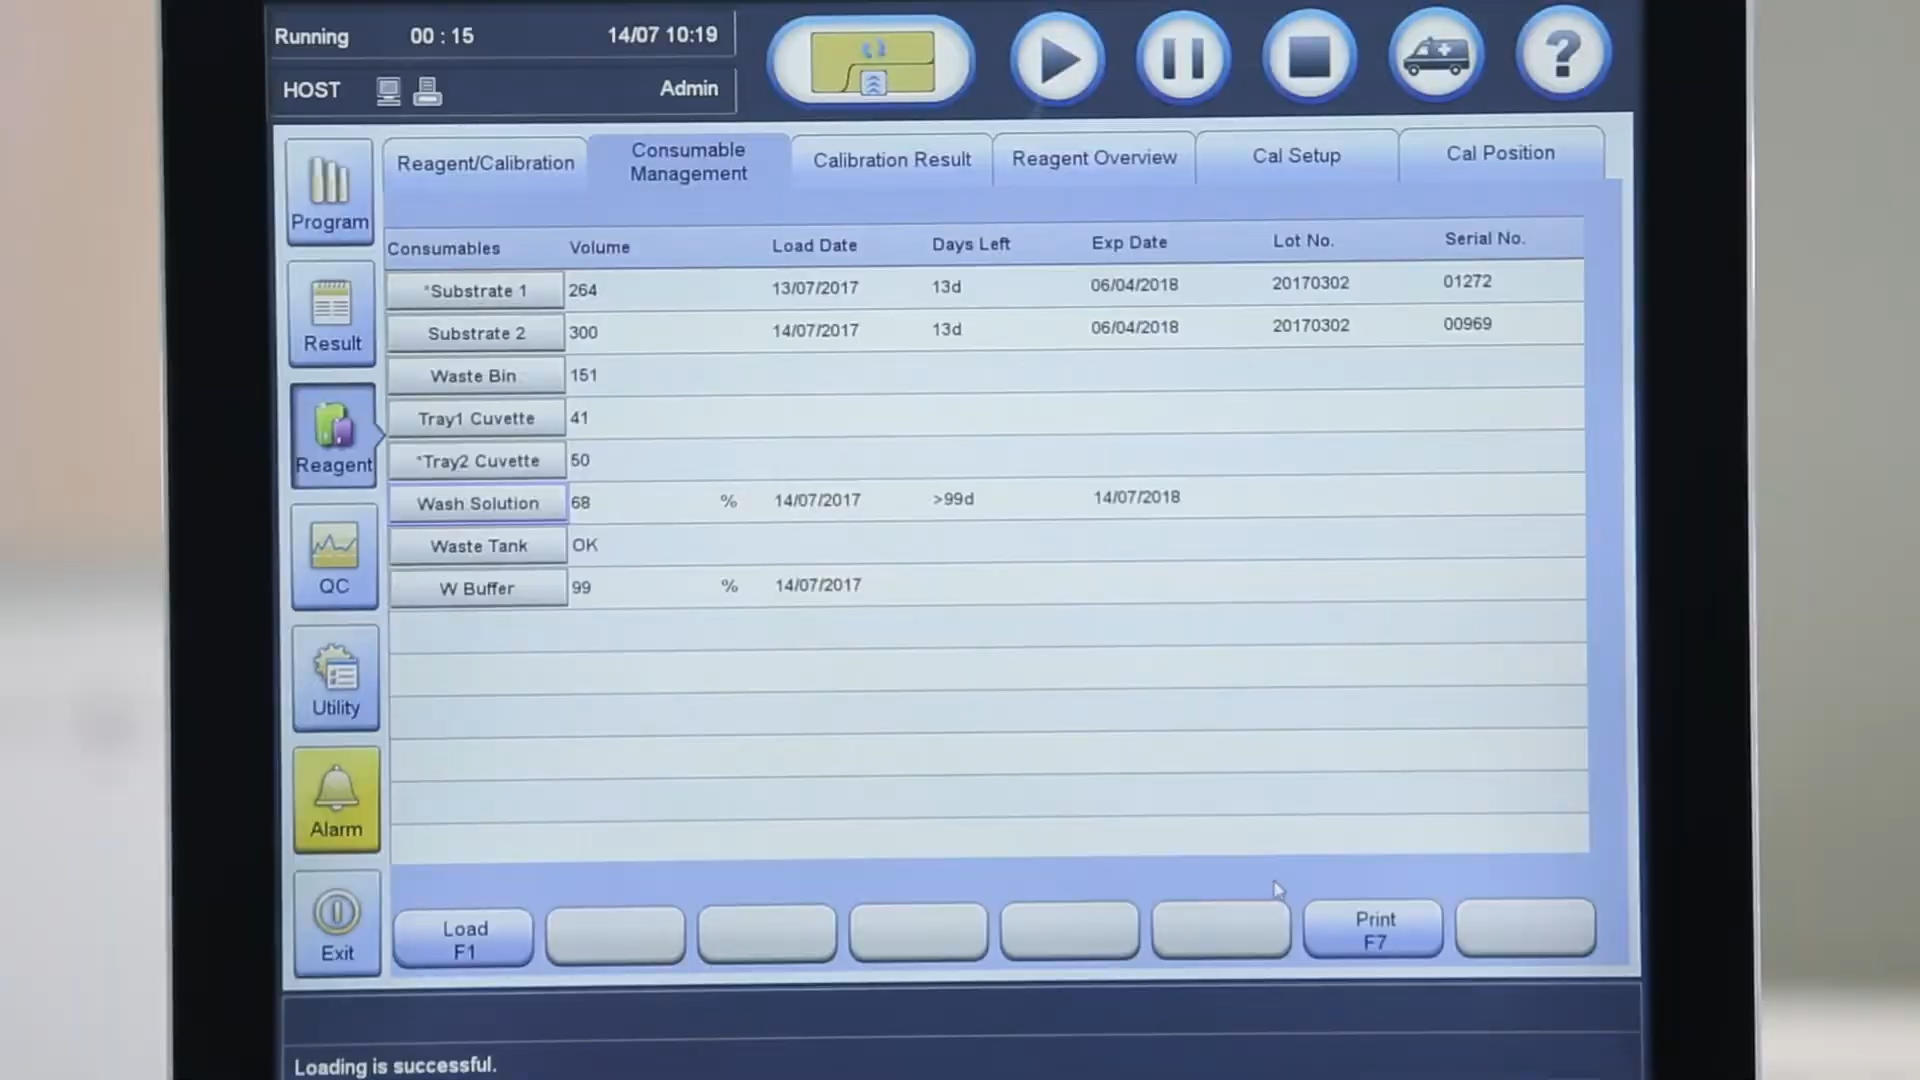 Running 00 : 15 14/07 10:19
HOST Admin
?
Program
Result
Reagent
QC
Utility
Alarm
Exit
Reagent/Calibration
Consumable
Management
Calibration Result
Reagent Overview
Cal Setup
Cal Position
Consumables Volume Load Date Days Left Exp Date Lot No. Serial No.
*Substrate 1 264 13/07/2017 13d 06/04/2018 20170302 01272
Substrate 2 300 14/07/2017 13d 06/04/2018 20170302 00969
Waste Bin 151
Tray1 Cuvette 41
*Tray2 Cuvette 50
Wash Solution 68 % 14/07/2017 >99d 14/07/2018
Waste Tank OK
W Buffer 99 % 14/07/2017
Load
F1
Print
F7
Loading is successful.